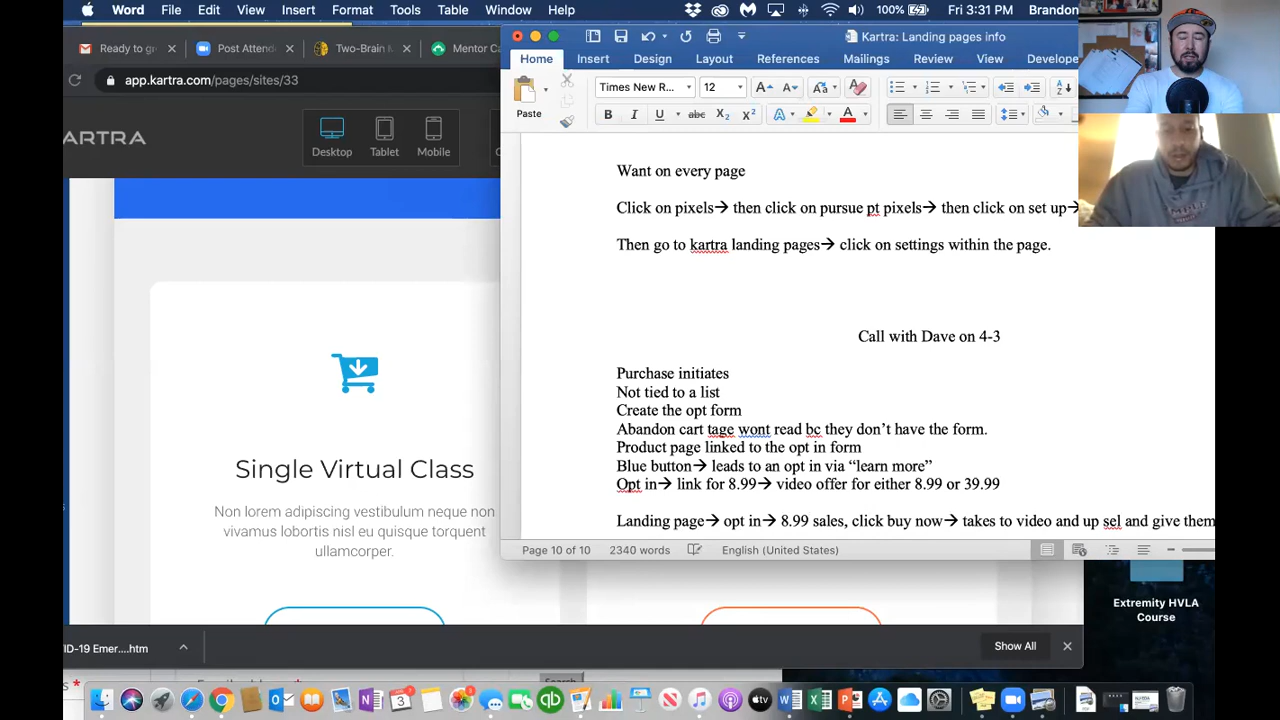 Word File Edit View Insert Format Tools Table Window Help 100% Fri 3:31 PM Brandon
Ready to gr
Post Attend
Two-Brain M
Mentor Ca
app.kartra.com/pages/sites/33
ARTRA
Desktop Tablet Mobile
Single Virtual Class
Non lorem adipiscing vestibulum neque non
vivamus lobortis nisl eu quisque torquent
ullamcorper.
Kartra: Landing pages info
Home Insert Design Layout References Mailings Review View Develope
Paste
Times New R... 12
Want on every page
Click on pixels→ then click on pursue pt pixels→ then click on set up→
Then go to kartra landing pages→ click on settings within the page.
Call with Dave on 4-3
Purchase initiates
Not tied to a list
Create the opt form
Abandon cart tage wont read bc they don’t have the form.
Product page linked to the opt in form
Blue button→ leads to an opt in via “learn more”
Opt in→ link for 8.99→ video offer for either 8.99 or 39.99
Landing page→ opt in→ 8.99 sales, click buy now→ takes to video and up sel and give them
Page 10 of 10 2340 words English (United States)
Extremity HVLA
Course
ID-19 Emer....htm
Show All